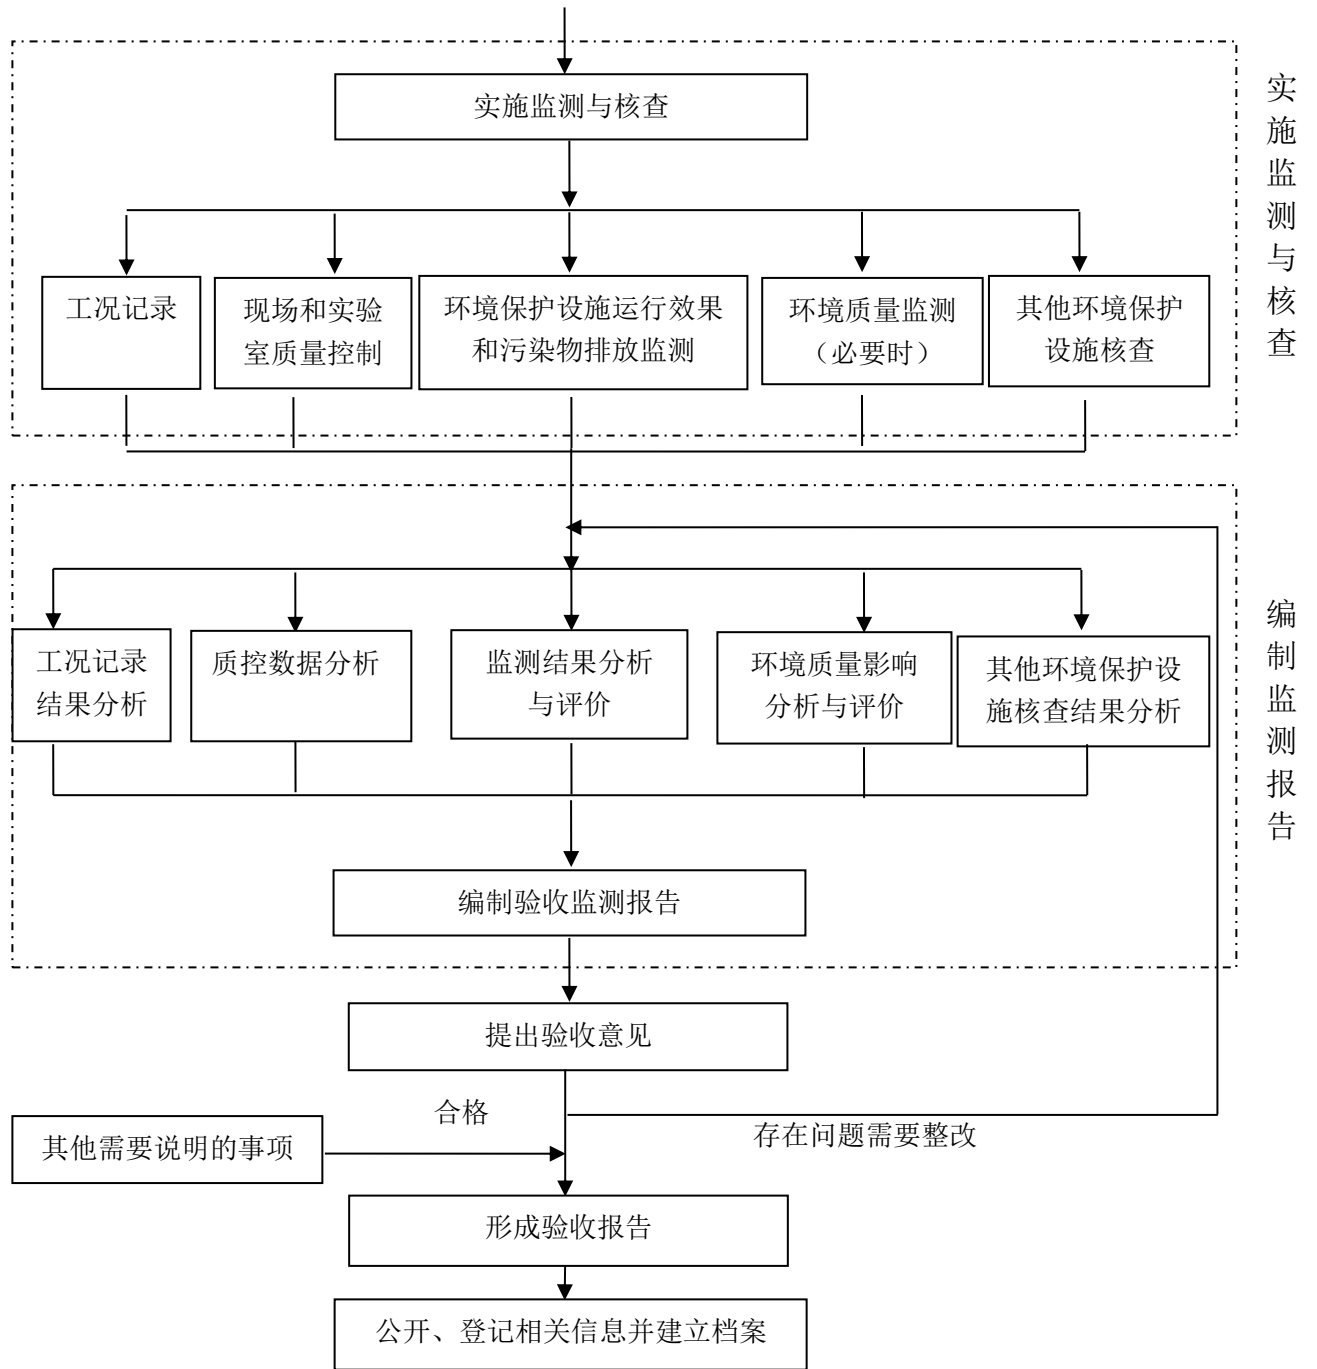 实施监测与核查
实施监测与核查
工况记录
现场和实验
室质量控制
环境保护设施运行效果
和污染物排放监测
环境质量监测
（必要时）
其他环境保护
设施核查
编制监测报告
工况记录
结果分析
质控数据分析
监测结果分析
与评价
环境质量影响
分析与评价
其他环境保护设
施核查结果分析
编制验收监测报告
提出验收意见
合格
存在问题需要整改
其他需要说明的事项
形成验收报告
公开、登记相关信息并建立档案